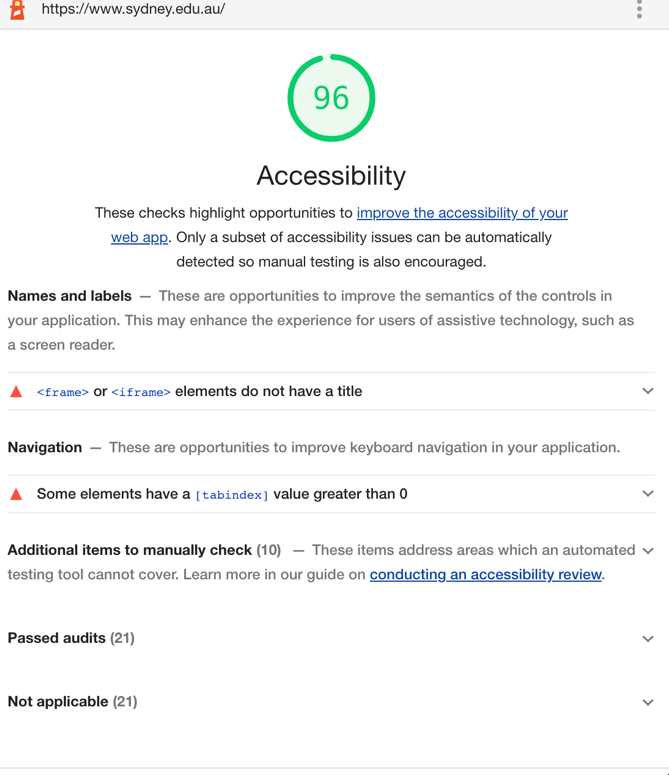 https://www.sydney.edu.au/
96
Accessibility
These checks highlight opportunities to improve the accessibility of your
web app. Only a subset of accessibility issues can be automatically
detected so manual testing is also encouraged.
Names and labels — These are opportunities to improve the semantics of the controls in
your application. This may enhance the experience for users of assistive technology, such as
a screen reader.
<frame> or <iframe> elements do not have a title
Navigation — These are opportunities to improve keyboard navigation in your application.
Some elements have a [tabindex] value greater than 0
Additional items to manually check (10) — These items address areas which an automated
testing tool cannot cover. Learn more in our guide on conducting an accessibility review.
Passed audits (21)
Not applicable (21)